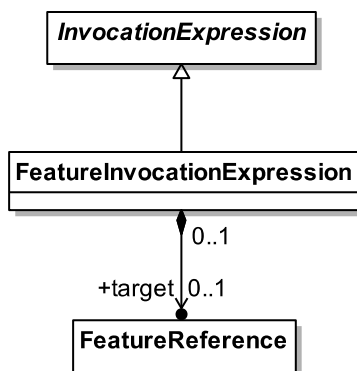 InvocationExpression
FeatureInvocationExpression
0..1
+target 0..1
FeatureReference